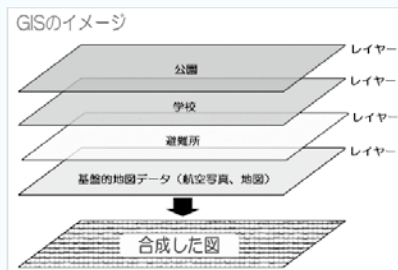 GISのイメージ
レイヤー
公園
レイヤー
学校
レイヤー
避難所
レイヤー
基盤的地図データ（航空写真、地図）
合成した図